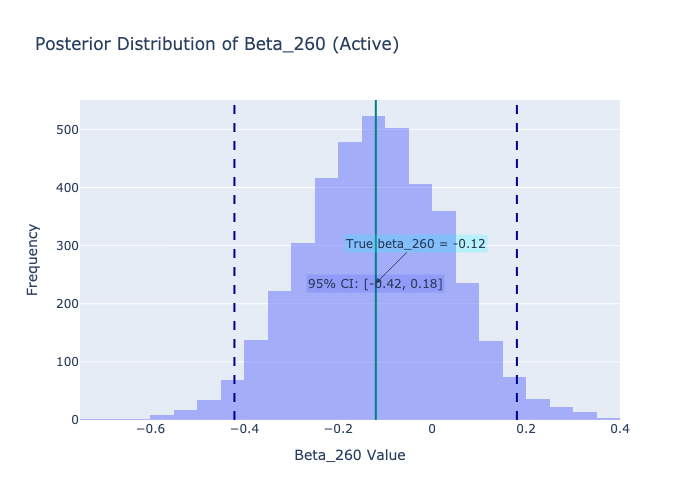 Posterior Distribution of Beta_260 (Active)
500
400
300
200
100
0
Frequency
True beta_260 = -0.12
95% CI: [-0.42, 0.18]
−0.6
−0.4
−0.2
0
0.2
0.4
Beta_260 Value